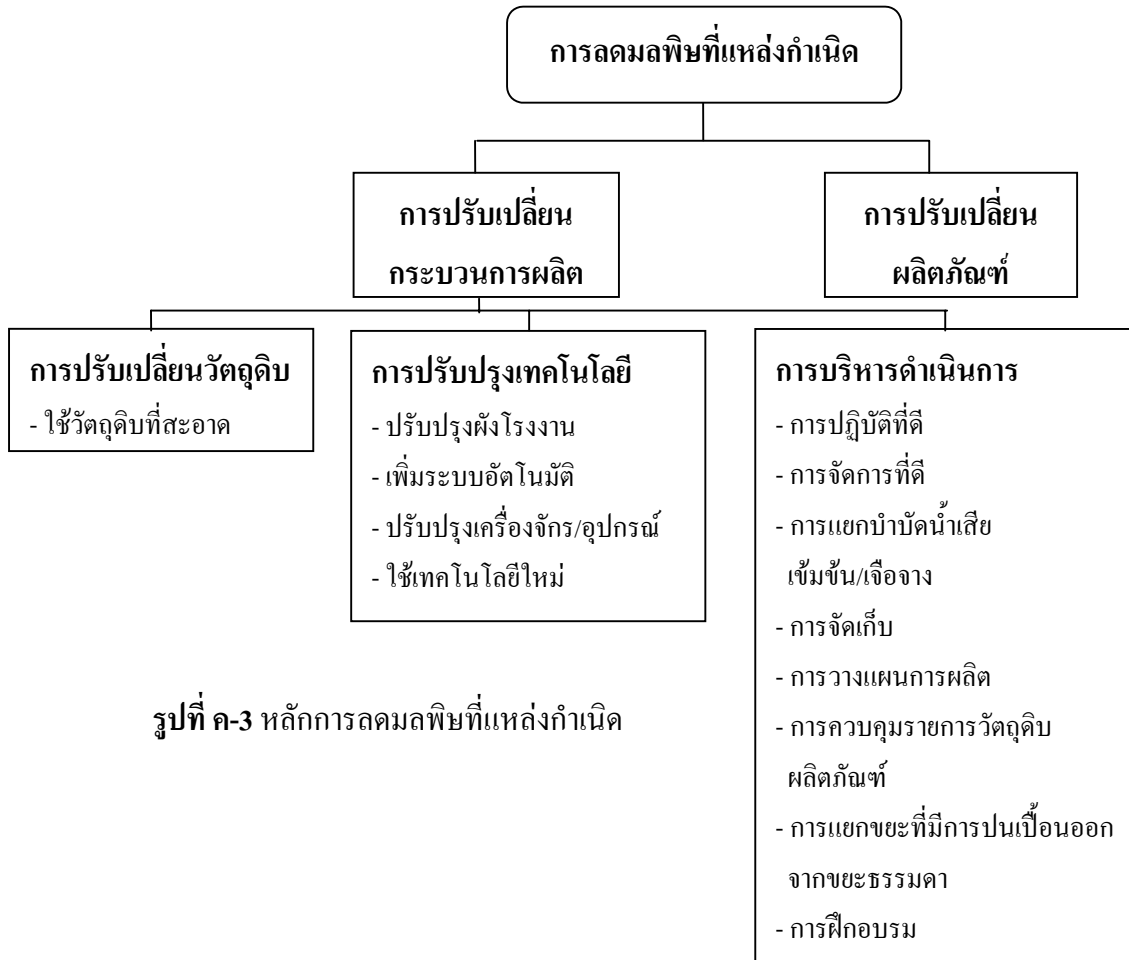 การลดมลพิษที่แหล่งกำเนิด
การปรับเปลี่ยน
กระบวนการผลิต
การปรับเปลี่ยน
ผลิตภัณฑ์
การปรับเปลี่ยนวัตถุดิบ
- ใช้วัตถุดิบที่สะอาด
การปรับปรุงเทคโนโลยี
- ปรับปรุงผังโรงงาน
- เพิ่มระบบอัตโนมัติ
- ปรับปรุงเครื่องจักร/อุปกรณ์
- ใช้เทคโนโลยีใหม่
การบริหารดำเนินการ
- การปฏิบัติที่ดี
- การจัดการที่ดี
- การแยกบำบัดน้ำเสีย
เข้มข้น/เจือจาง
- การจัดเก็บ
- การวางแผนการผลิต
- การควบคุมรายการวัตถุดิบ
ผลิตภัณฑ์
- การแยกขยะที่มีการปนเปื้อนออก
จากขยะธรรมดา
- การฝึกอบรม
รูปที่ ค-3 หลักการลดมลพิษที่แหล่งกำเนิด